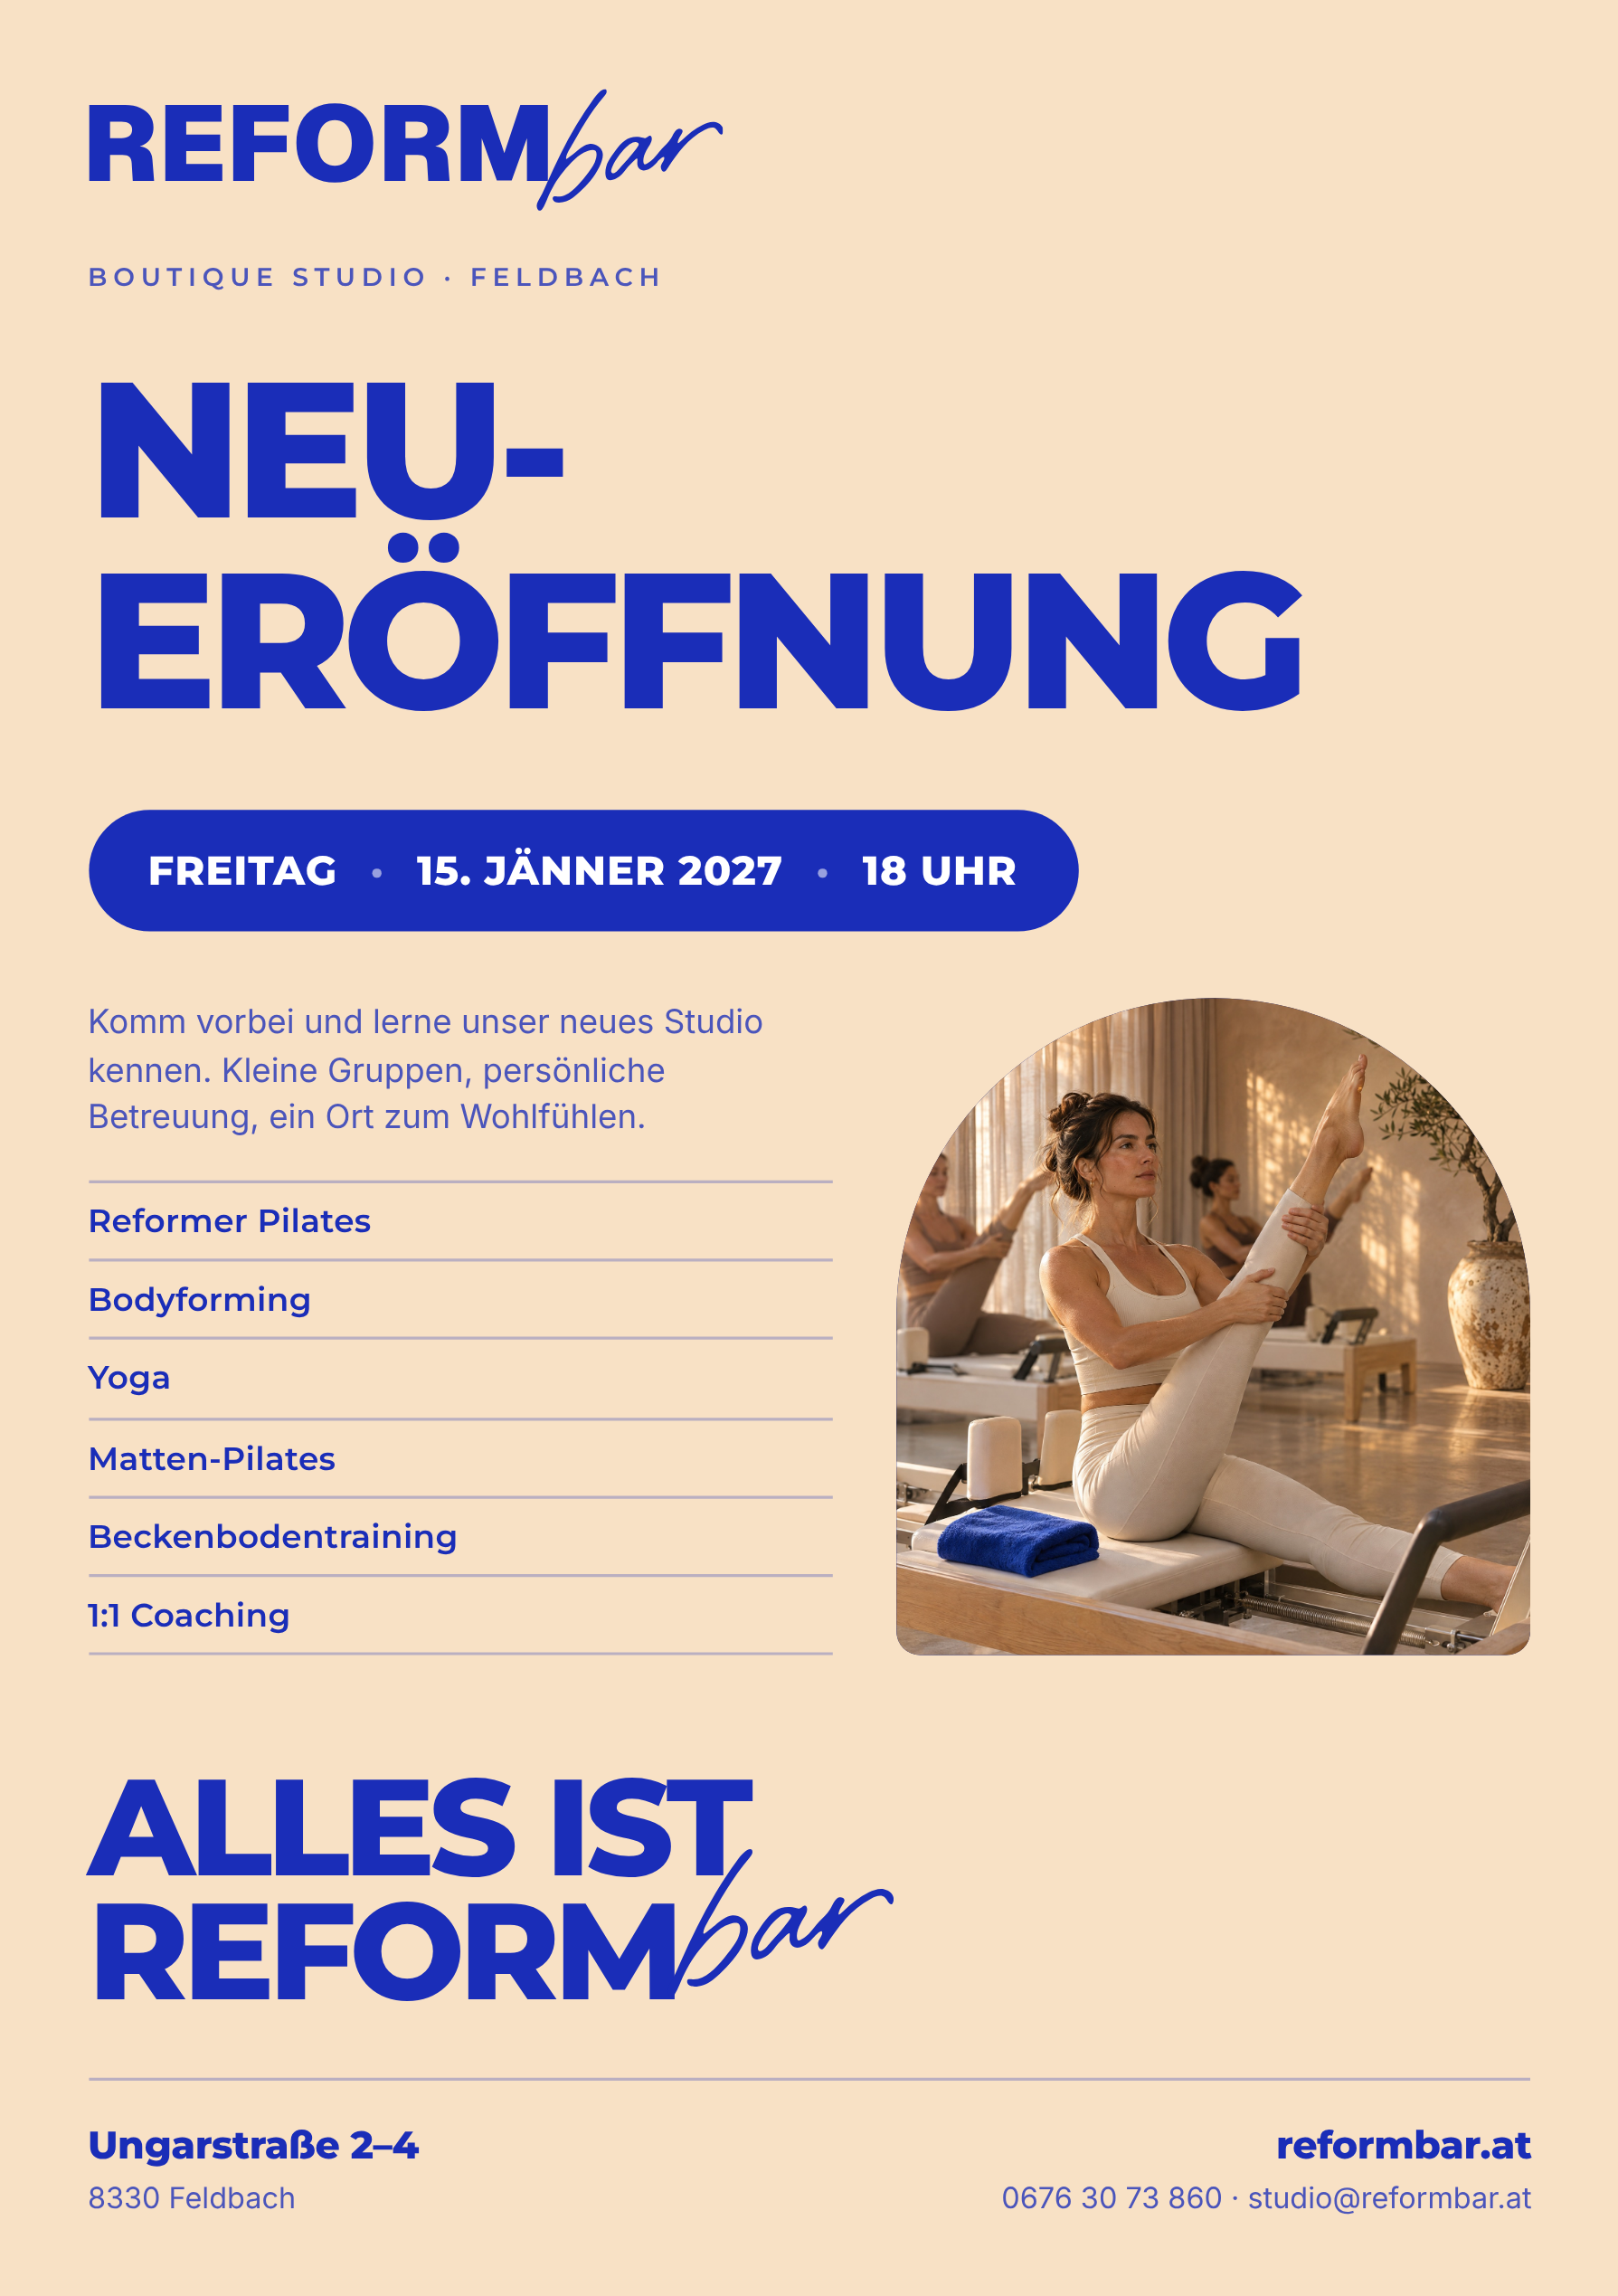 REFORMbar
BOUTIQUE STUDIO · FELDBACH
NEU-
ERÖFFNUNG
FREITAG • 15. JÄNNER 2027 • 18 UHR
Komm vorbei und lerne unser neues Studio
kennen. Kleine Gruppen, persönliche
Betreuung, ein Ort zum Wohlfühlen.
Reformer Pilates
Bodyforming
Yoga
Matten-Pilates
Beckenbodentraining
1:1 Coaching
ALLES IST
REFORMbar
Ungarstraße 2–4
reformbar.at
8330 Feldbach
0676 30 73 860 · studio@reformbar.at